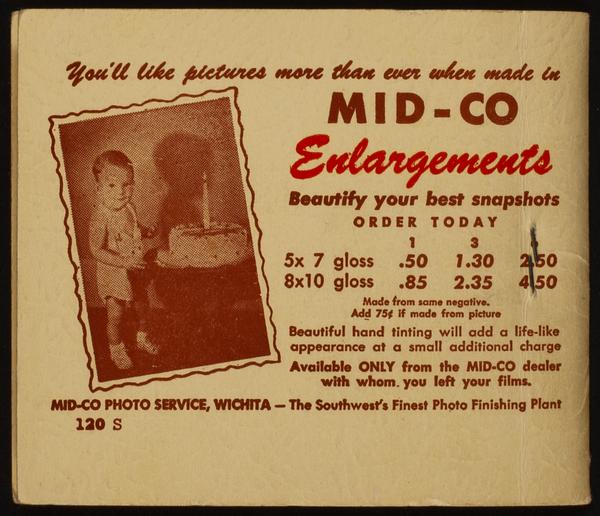 You'll like pictures more than ever when made in
MID-CO
Enlargements
Beautify your best snapshots
ORDER TODAY
1 3
5x 7 gloss .50 1.30 2.50
8x10 gloss .85 2.35 4.50
Made from same negative.
Add 75¢ if made from picture
Beautiful hand tinting will add a life-like
appearance at a small additional charge
Available ONLY from the MID-CO dealer
with whom you left your films.
MID-CO PHOTO SERVICE, WICHITA — The Southwest's Finest Photo Finishing Plant
120 S